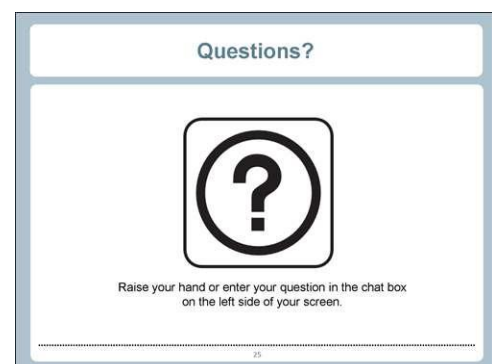 Questions?
?
Raise your hand or enter your question in the chat box
on the left side of your screen.
25